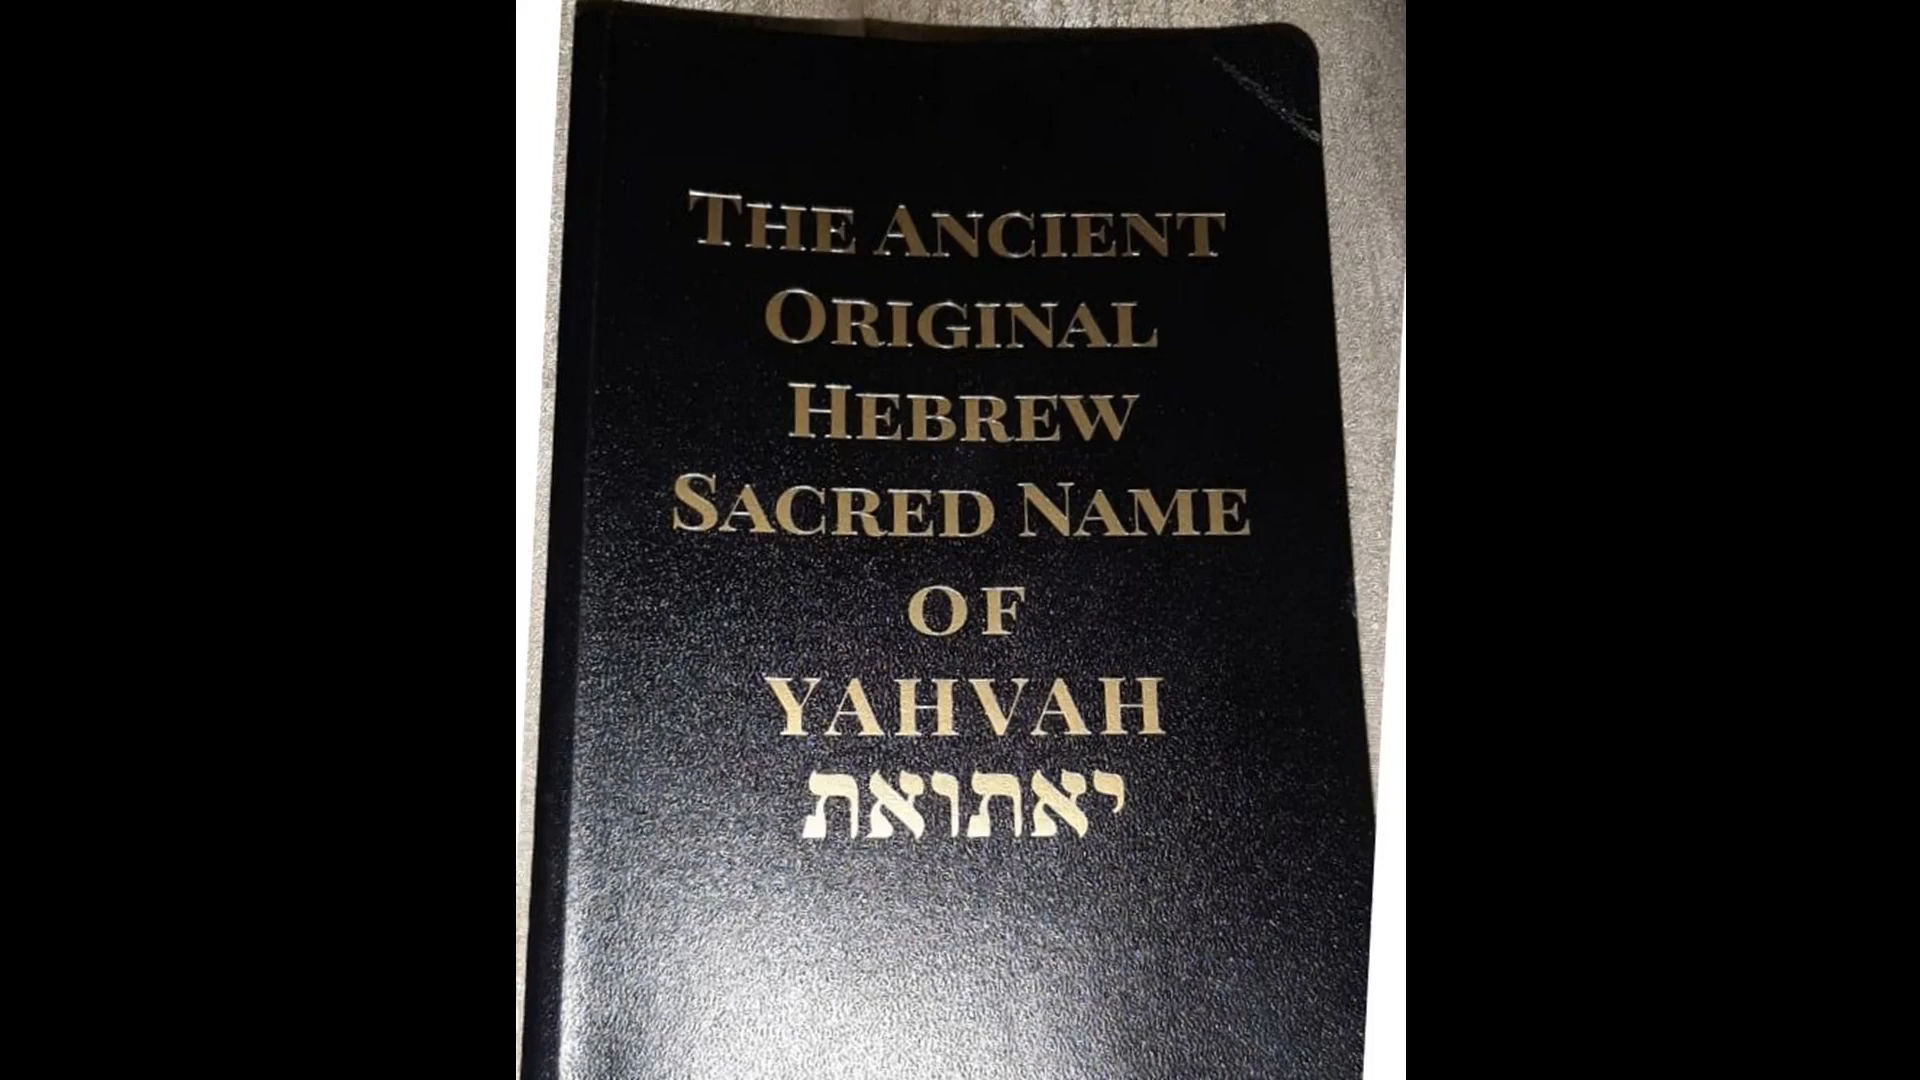 THE ANCIENT
ORIGINAL
HEBREW
SACRED NAME
OF
YAHVAH
יאתואת